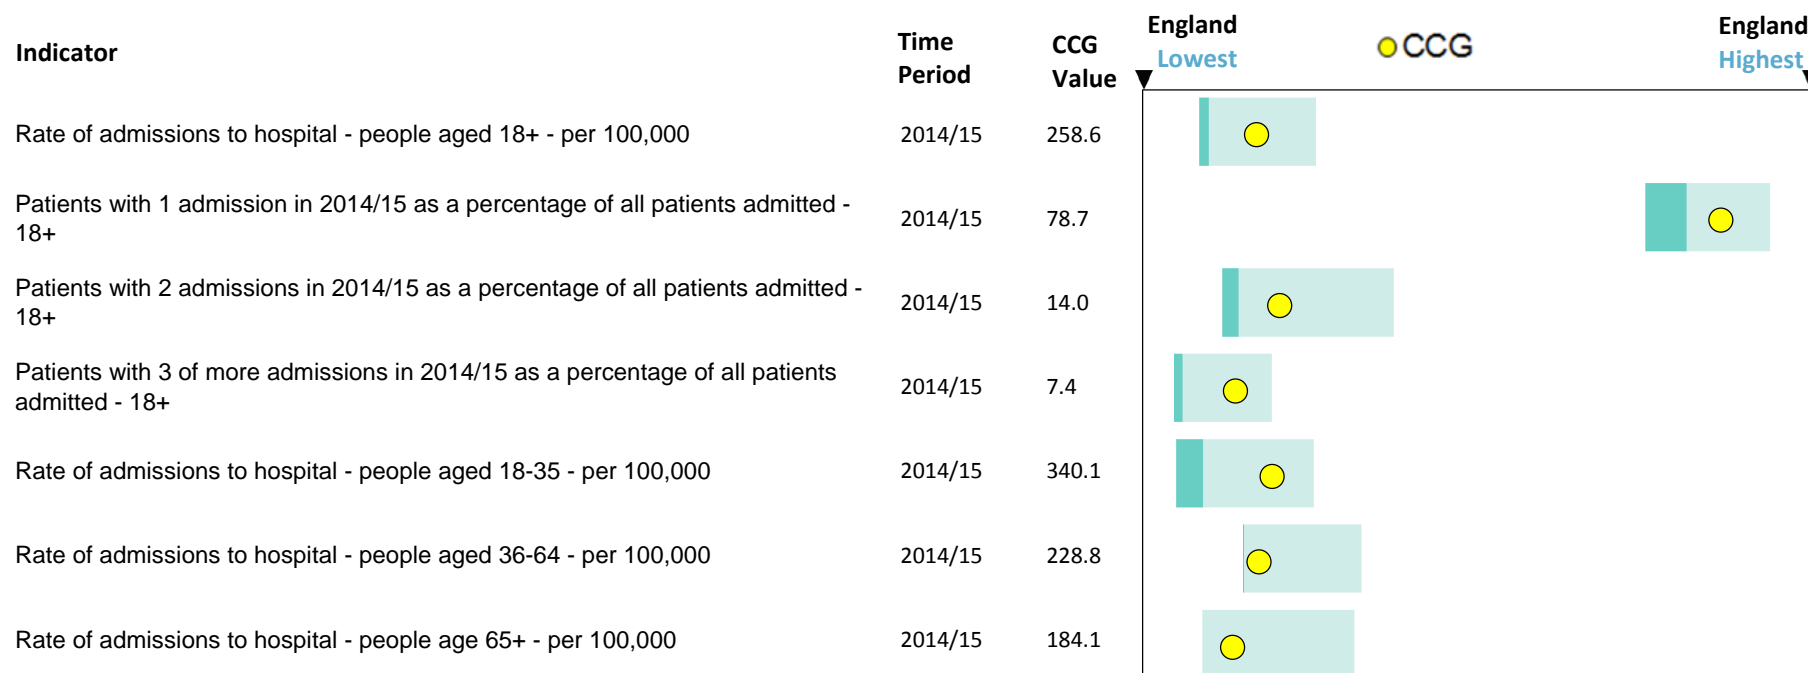 Indicator
Time Period
CCG Value
England Lowest
CCG
England Highest
Rate of admissions to hospital - people aged 18+ - per 100,000 2014/15 258.6
Patients with 1 admission in 2014/15 as a percentage of all patients admitted -
18+
2014/15 78.7
Patients with 2 admissions in 2014/15 as a percentage of all patients admitted -
18+
2014/15 14.0
Patients with 3 of more admissions in 2014/15 as a percentage of all patients
admitted - 18+
2014/15 7.4
Rate of admissions to hospital - people aged 18-35 - per 100,000 2014/15 340.1
Rate of admissions to hospital - people aged 36-64 - per 100,000 2014/15 228.8
Rate of admissions to hospital - people age 65+ - per 100,000 2014/15 184.1